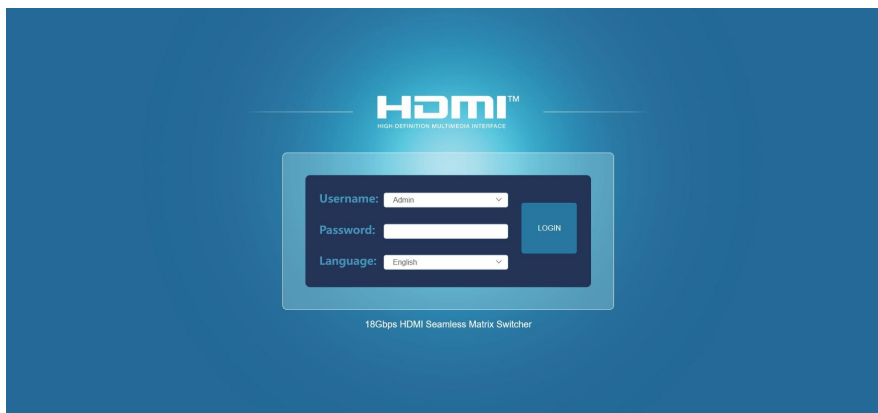 HDMI™
HIGH-DEFINITION MULTIMEDIA INTERFACE
Username: Admin
Password:
LOGIN
Language: English
18Gbps HDMI Seamless Matrix Switcher